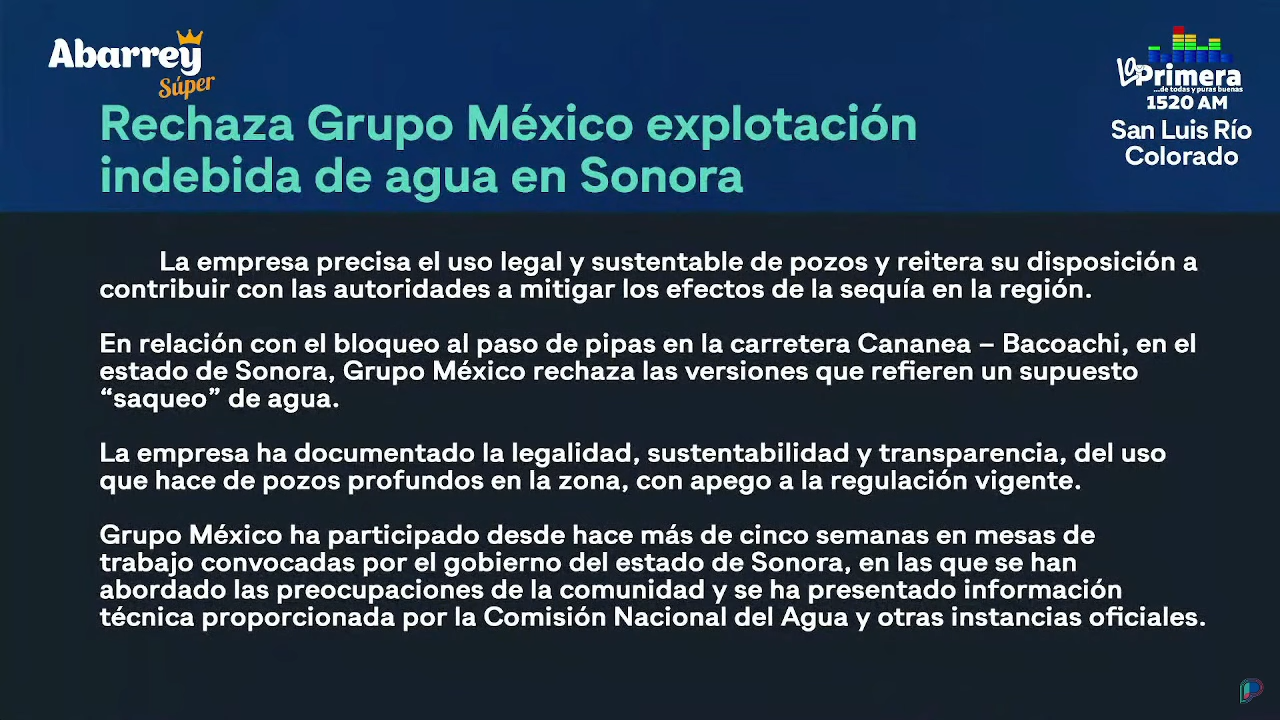 Abarrey
Súper
La Primera
...de todas y puras buenas
1520 AM
San Luis Río
Colorado
Rechaza Grupo México explotación
indebida de agua en Sonora
La empresa precisa el uso legal y sustentable de pozos y reitera su disposición a
contribuir con las autoridades a mitigar los efectos de la sequía en la región.
En relación con el bloqueo al paso de pipas en la carretera Cananea – Bacoachi, en el
estado de Sonora, Grupo México rechaza las versiones que refieren un supuesto
“saqueo” de agua.
La empresa ha documentado la legalidad, sustentabilidad y transparencia, del uso
que hace de pozos profundos en la zona, con apego a la regulación vigente.
Grupo México ha participado desde hace más de cinco semanas en mesas de
trabajo convocadas por el gobierno del estado de Sonora, en las que se han
abordado las preocupaciones de la comunidad y se ha presentado información
técnica proporcionada por la Comisión Nacional del Agua y otras instancias oficiales.